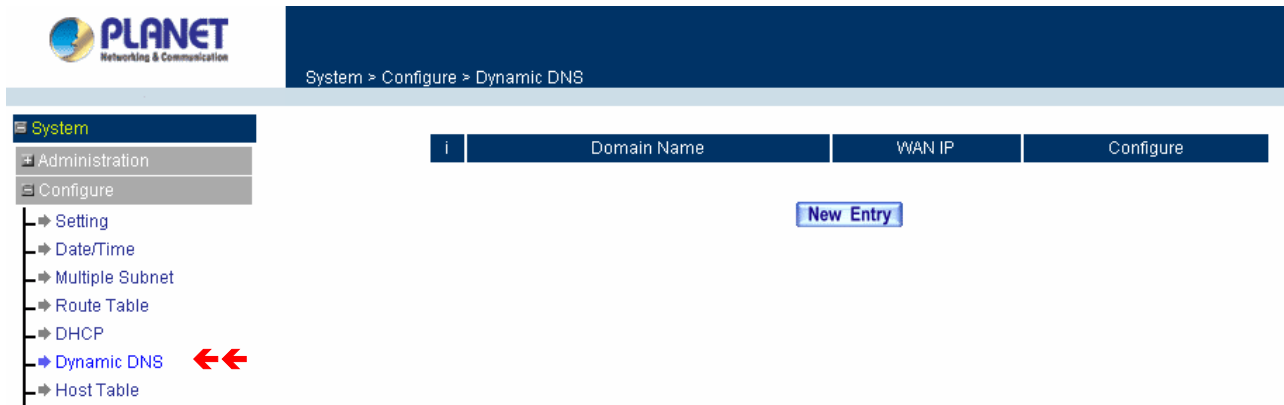 PLANET
Networking & Communication
System > Configure > Dynamic DNS
System
Administration
Configure
Setting
Date/Time
Multiple Subnet
Route Table
DHCP
Dynamic DNS
Host Table
i Domain Name WAN IP Configure
New Entry